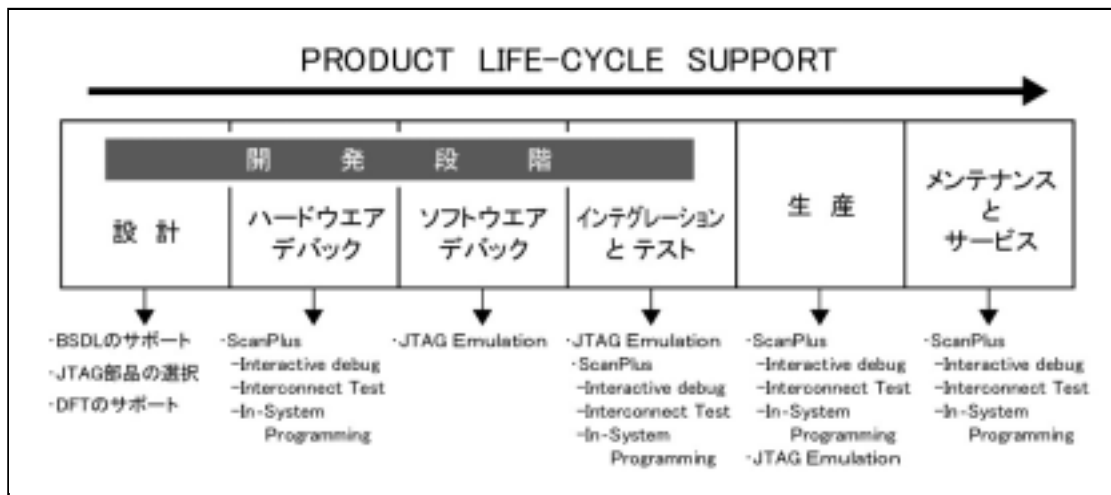 PRODUCT LIFE-CYCLE SUPPORT
開発段階
設計
ハードウエア
デバック
ソフトウエア
デバック
インテグレーション
とテスト
生産
メンテナンス
と
サービス
・BSDLのサポート
・JTAG部品の選択
・DFTのサポート
・ScanPlus
-Interactive debug
-Interconnect Test
-In-System
Programming
・JTAG Emulation
・JTAG Emulation
・ScanPlus
-Interactive debug
-Interconnect Test
-In-System
Programming
・ScanPlus
-Interactive debug
-Interconnect Test
-In-System
Programming
・JTAG Emulation
・ScanPlus
-Interactive debug
-Interconnect Test
-In-System
Programming